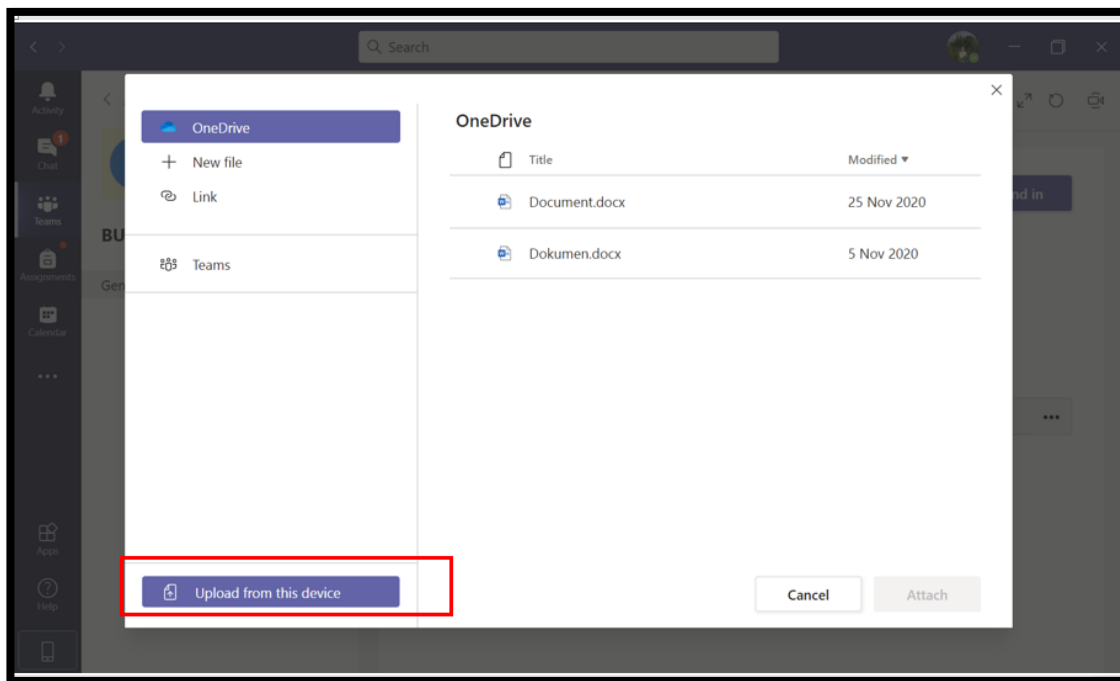 Search
Activity
1
Chat
Teams
Assignments
Calendar
Apps
Help
BU
Gen
OneDrive
New file
Link
Teams
Upload from this device
OneDrive
Title Modified
Document.docx 25 Nov 2020
Dokumen.docx 5 Nov 2020
Cancel Attach
nd in